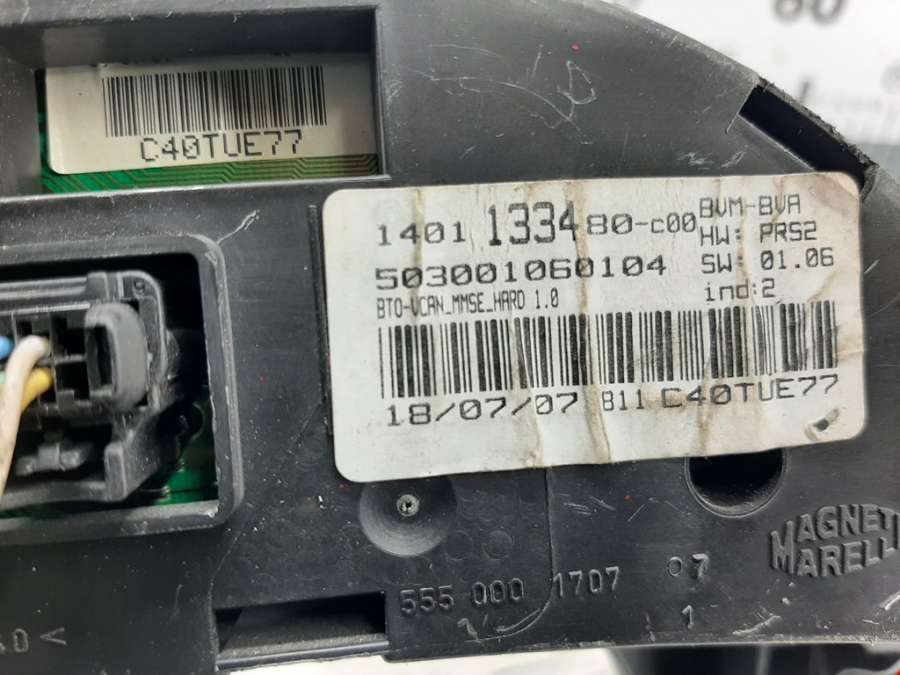 80
C40TUE77
1401 133480-c00
BVM-BVA
HW: PRS2
503001060104
SW: 01.06
BTO-VCAN_MMSE_HARD 1.0
ind:2
18/07/07 B11 C40TUE77
MAGNETI
MARELLI
555 000 1707 07
1